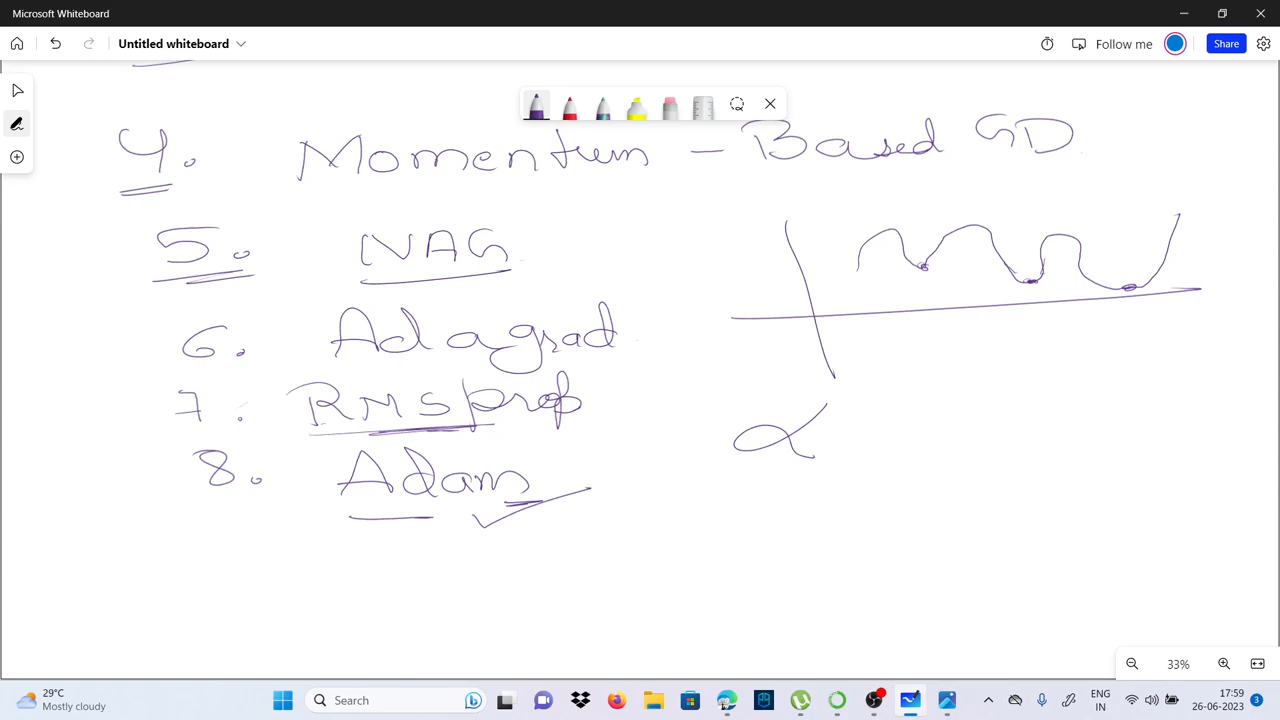 Microsoft Whiteboard
Untitled whiteboard
Follow me
Share
4. Momentum - Based GD
5. NAG
6. Adagrad
7. RMSprop
8. Adam
α
33%
29°C
Mostly cloudy
Search
ENG
IN
17:59
26-06-2023
3